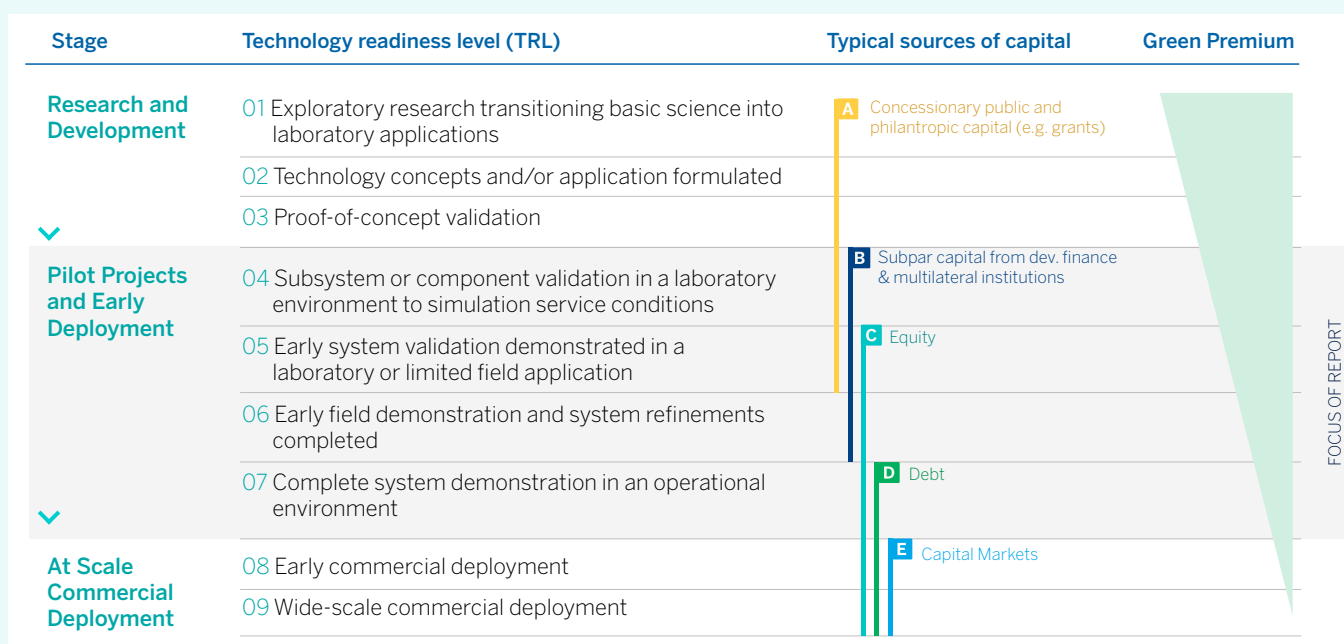 Stage
Technology readiness level (TRL)
Typical sources of capital
Green Premium
Research and
Development
01 Exploratory research transitioning basic science into
laboratory applications
02 Technology concepts and/or application formulated
03 Proof-of-concept validation
A
Concessionary public and
philantropic capital (e.g. grants)
Pilot Projects
and Early
Deployment
04 Subsystem or component validation in a laboratory
environment to simulation service conditions
05 Early system validation demonstrated in a
laboratory or limited field application
06 Early field demonstration and system refinements
completed
07 Complete system demonstration in an operational
environment
B
Subpar capital from dev. finance
& multilateral institutions
C
Equity
D
Debt
FOCUS OF REPORT
At Scale
Commercial
Deployment
08 Early commercial deployment
09 Wide-scale commercial deployment
E
Capital Markets